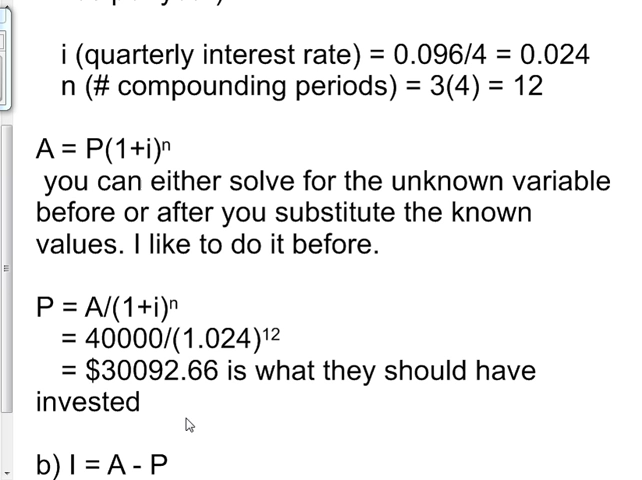 i (quarterly interest rate) = 0.096/4 = 0.024
n (# compounding periods) = 3(4) = 12
A = P(1+i)ⁿ
you can either solve for the unknown variable
before or after you substitute the known
values. I like to do it before.
P = A/(1+i)ⁿ
= 40000/(1.024)¹²
= $30092.66 is what they should have
invested
b) I = A - P